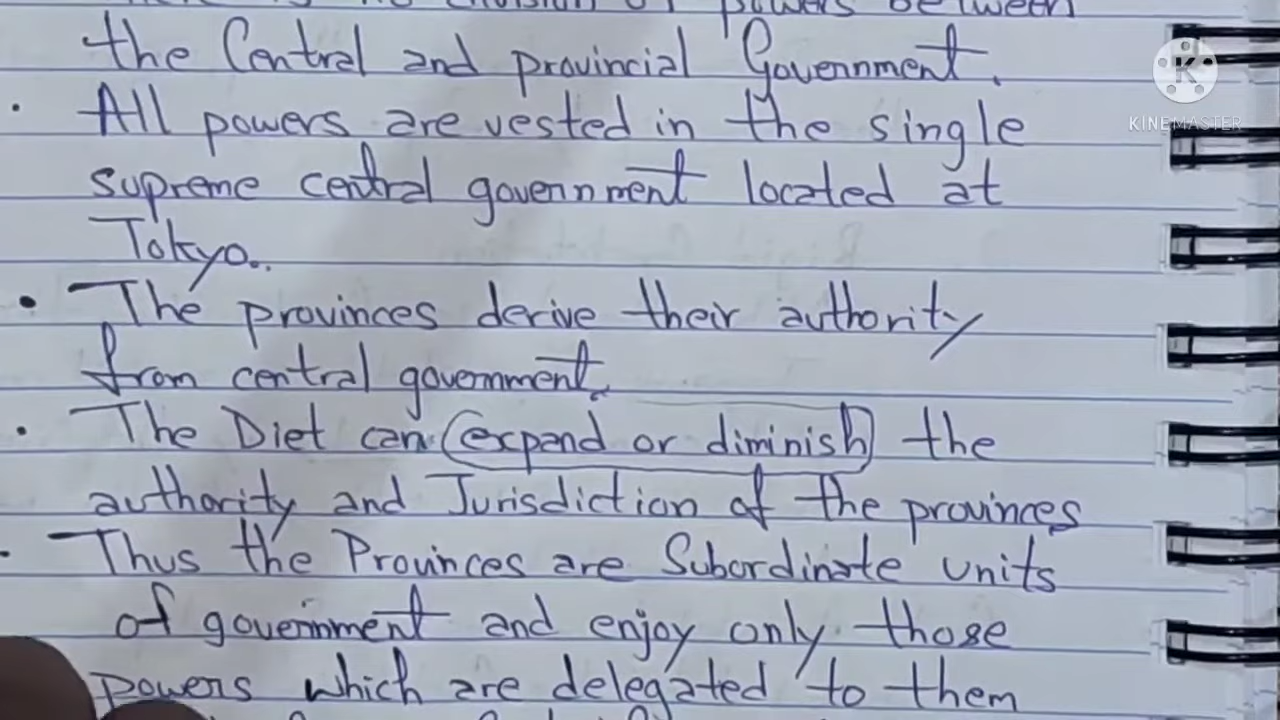 powers between
the Central and provincial Government.
• All powers are vested in the single
supreme central government located at
Tokyo..
• The provinces derive their authority
from central government.
• The Diet can (expand or diminish) the
authority and Jurisdiction of the provinces
• Thus the Provinces are Subordinate units
of government and enjoy only those
powers which are delegated to them
KINEMASTER